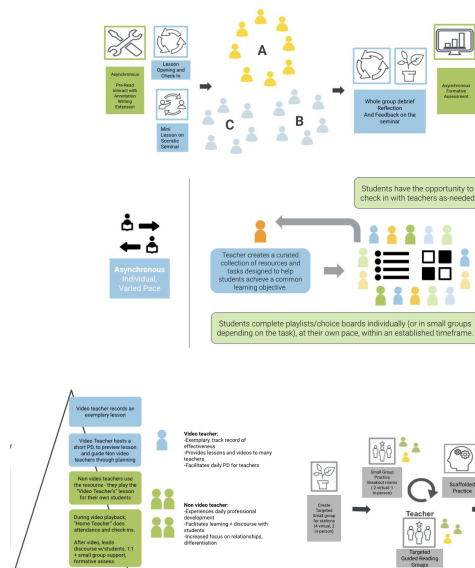 Asynchronous
Pre-Read
Interact with
Annotation
Writing
Extension
Lesson
Opening and
Check In
Mini
Lesson on
Socratic
Seminar
A
B
C
Whole group debrief
Reflection
And Feedback on the
seminar
Asynchronous
Formative
Assessment
Asynchronous
Individual,
Varied Pace
Students have the opportunity to
check in with teachers as-needed
Teacher creates a curated
collection of resources and
tasks designed to help
students achieve a common
learning objective.
Students complete playlists/choice boards individually (or in small groups
depending on the task), at their own pace, within an established timeframe.
Video teacher records an
exemplary lesson
Video Teacher hosts a
short PD, to preview lesson
and guide Non video
teachers through planning
Non video teachers use
the resource - they play the
"Video Teacher's" lesson
for their own students
During video playback,
"Home Teacher" does
attendance and check-ins.
After video, leads
discourse w/students, 1:1
+ small group support,
formative assess.
Video teacher:
-Exemplary, track record of
effectiveness
-Provides lessons and videos to many
teachers
-Facilitates daily PD for teachers
Non video teacher:
-Experiences daily professional
development
-Facilitates learning + discourse with
students
-Increased focus on relationships,
differentiation
Create
Targeted
Small group
for stations
(4 virtual, 2
in-person)
Small Group
Practice
Breakout rooms
( 2 virtual, 1
in-person)
Scaffolded
Practice
Teacher
Targeted
Guided Reading
Groups